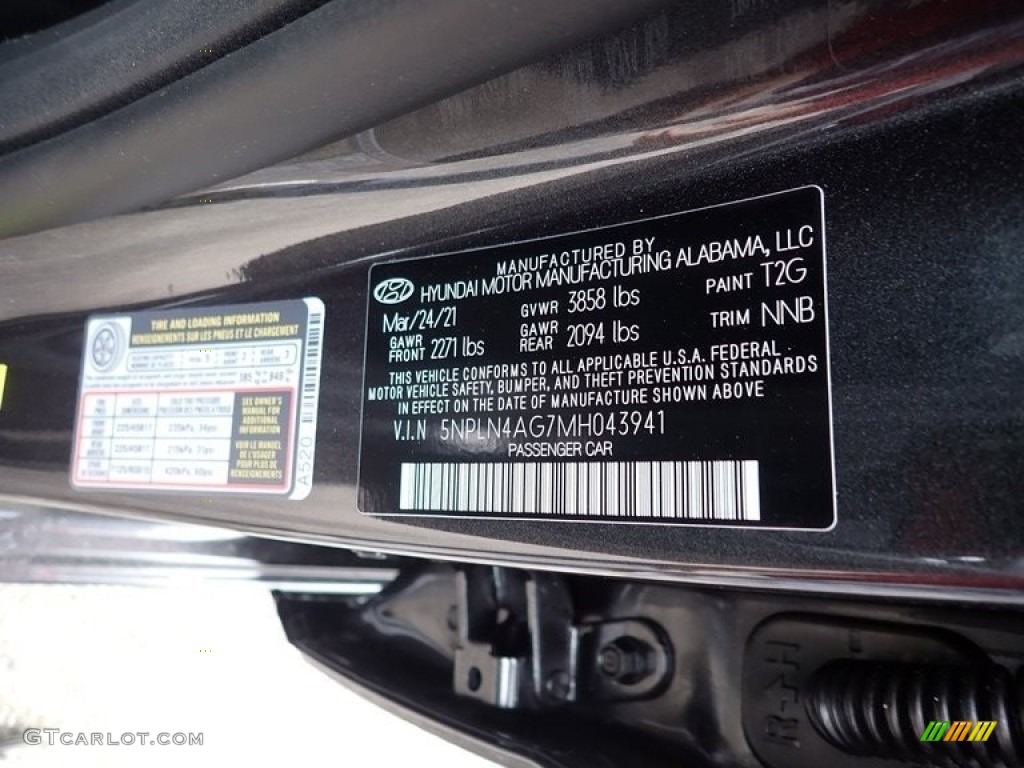 TIRE AND LOADING INFORMATION
RENSEIGNEMENTS SUR LES PNEUS ET LE CHARGEMENT
SEE OWNER'S
MANUAL FOR
ADDITIONAL
INFORMATION
VOIR LE MANUEL
DE L'USAGER
POUR PLUS DE
RENSEIGNEMENTS
A520
MANUFACTURED BY
HYUNDAI MOTOR MANUFACTURING ALABAMA, LLC
Mar/24/21 GVWR 3858 lbs PAINT T2G
GAWR FRONT 2271 lbs GAWR REAR 2094 lbs TRIM NNB
THIS VEHICLE CONFORMS TO ALL APPLICABLE U.S.A. FEDERAL
MOTOR VEHICLE SAFETY, BUMPER, AND THEFT PREVENTION STANDARDS
IN EFFECT ON THE DATE OF MANUFACTURE SHOWN ABOVE
V.I.N 5NPLN4AG7MH043941
PASSENGER CAR
GTcarlot.com